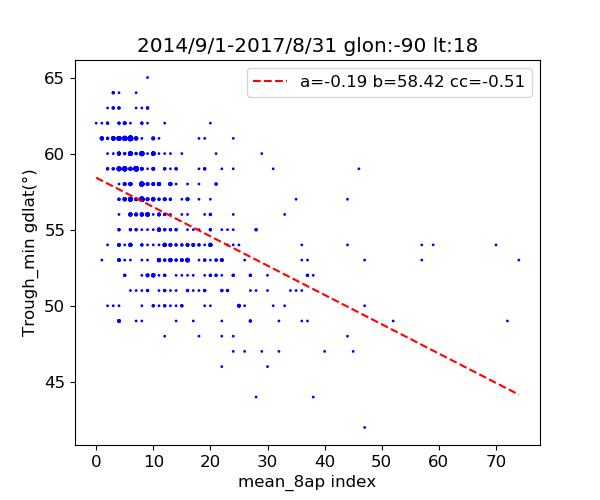 2014/9/1-2017/8/31 glon:-90 lt:18
a=-0.19 b=58.42 cc=-0.51
Trough_min gdlat(°)
65
60
55
50
45
0 10 20 30 40 50 60 70
mean_8ap index